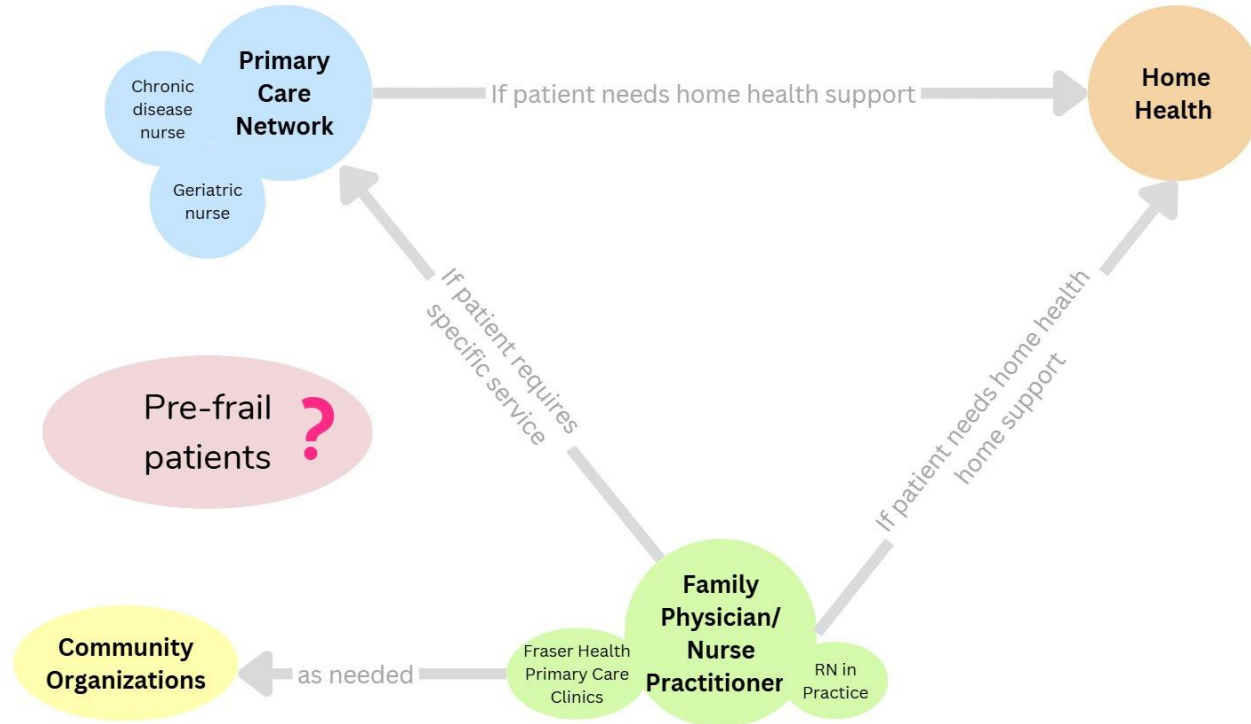 Primary
Care
Network
Chronic
disease
nurse
Geriatric
nurse
If patient needs home health support
Home
Health
If patient requires
specific service
If patient needs home health
home support
Pre-frail
patients
?
Community
Organizations
as needed
Fraser Health
Primary Care
Clinics
Family
Physician/
Nurse
Practitioner
RN in
Practice